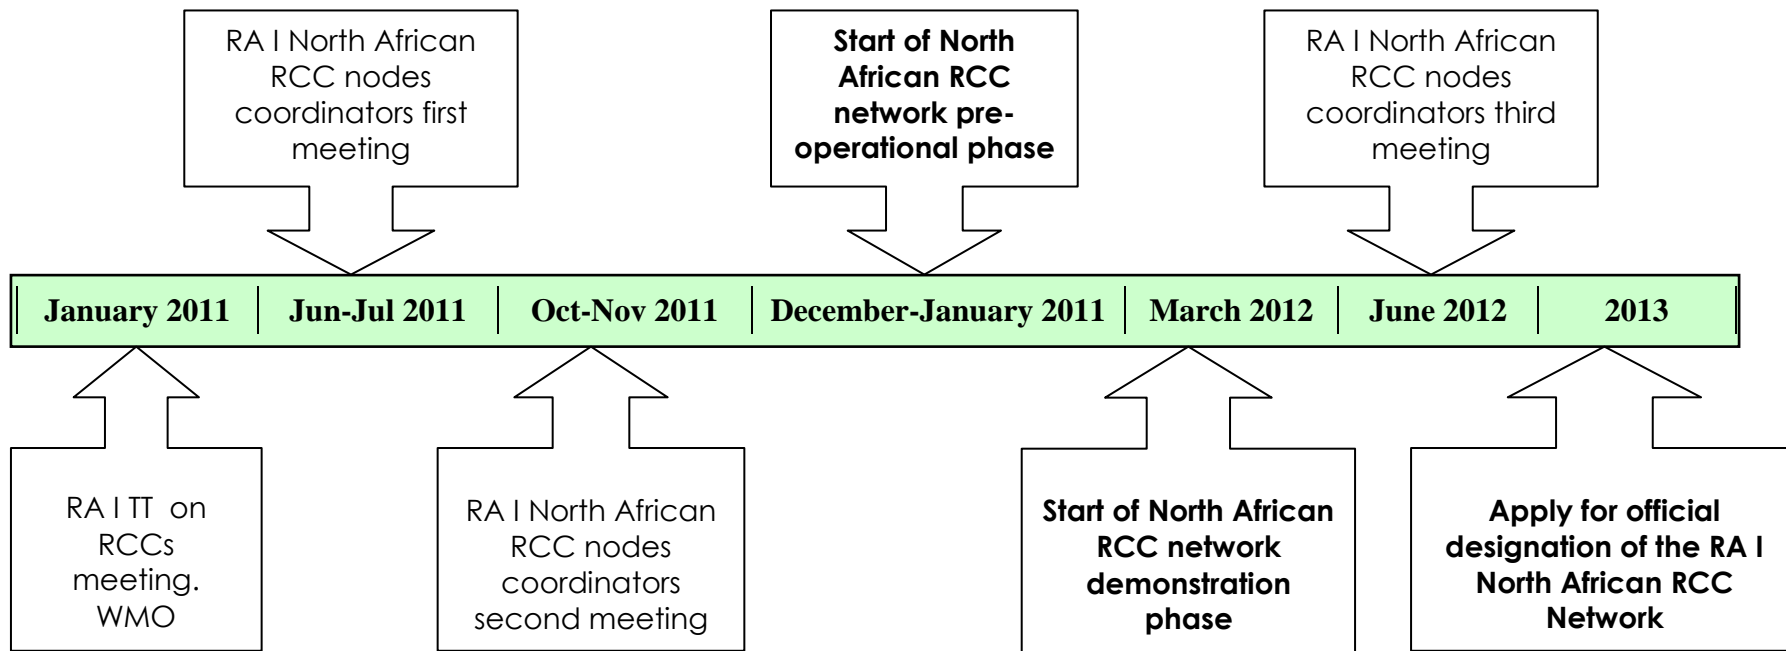 RA I North African
RCC nodes
coordinators first
meeting
Start of North
African RCC
network pre-
operational phase
RA I North African
RCC nodes
coordinators third
meeting
January 2011
Jun-Jul 2011
Oct-Nov 2011
December-January 2011
March 2012
June 2012
2013
RA I TT on
RCCs
meeting.
WMO
RA I North African
RCC nodes
coordinators
second meeting
Start of North African
RCC network
demonstration
phase
Apply for official
designation of the RA I
North African RCC
Network